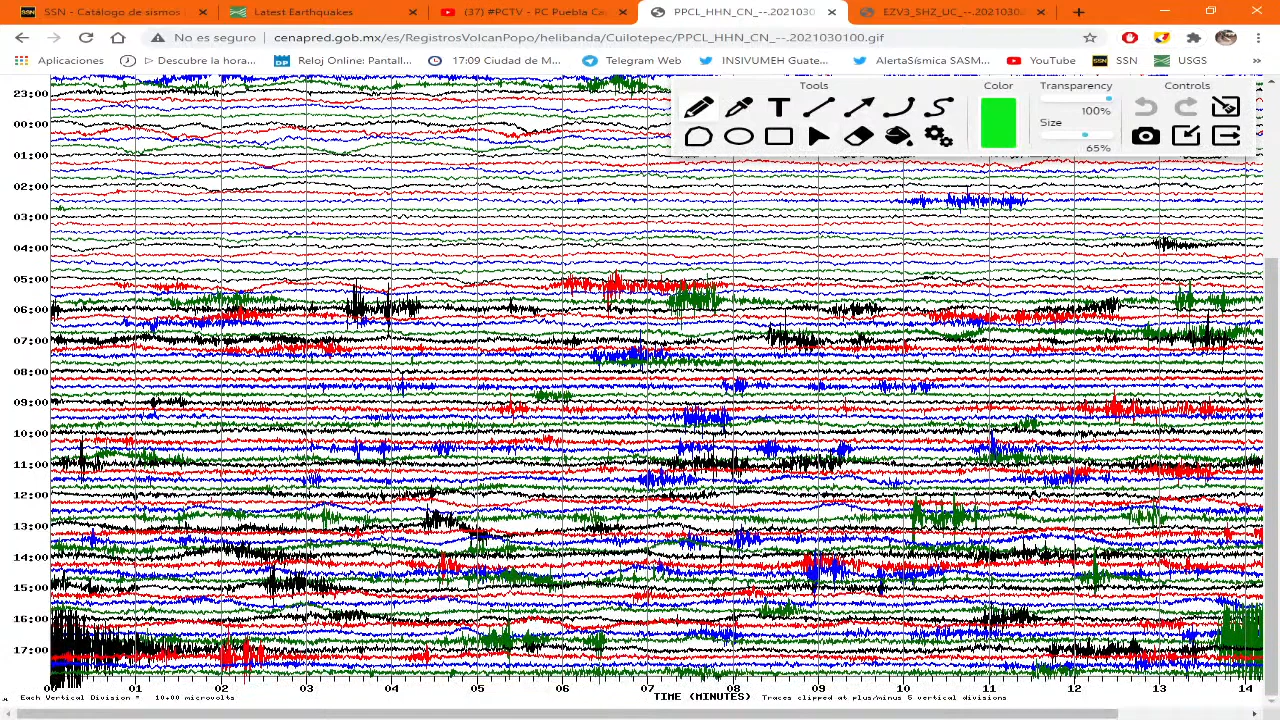 SSN - Catálogo de sismos
Latest Earthquakes
(37) #PCTV - PC Puebla Ca
PPCL_HHN_CN_--.2021030
EZV3_SHZ_UC_--.202103
No es seguro
cenapred.gob.mx/es/RegistrosVolcanPopo/helibanda/Cuilotepec/PPCL_HHN_CN_--.2021030100.gif
Aplicaciones
▷ Descubre la hora...
DP
Reloj Online: Pantall...
17:09 Ciudad de M...
Telegram Web
INSIVUMEH Guate...
AlertaSísmica SASM...
YouTube
SSN
USGS
»
Tools
Color
Transparency
Controls
T
100%
Size
65%
23:00
00:00
01:00
02:00
03:00
04:00
05:00
06:00
07:00
08:00
09:00
10:00
11:00
12:00
13:00
14:00
15:00
16:00
17:00
00 01 02 03 04 05 06 07 08 09 10 11 12 13 14
Each Vertical Division = 10+00 microvolts
TIME (MINUTES)
Traces clipped at plus/minus 6 vertical divisions